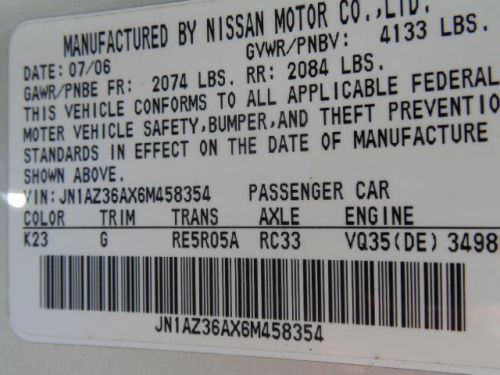 MANUFACTURED BY NISSAN MOTOR CO.,LTD.
DATE: 07/06 GVWR/PNBV: 4133 LBS.
GAWR/PNBE FR: 2074 LBS. RR: 2084 LBS.
THIS VEHICLE CONFORMS TO ALL APPLICABLE FEDERAL
MOTER VEHICLE SAFETY,BUMPER,AND THEFT PREVENTIO
STANDARDS IN EFFECT ON THE DATE OF MANUFACTURE
SHOWN ABOVE.
VIN: JN1AZ36AX6M458354 PASSENGER CAR
COLOR TRIM TRANS AXLE ENGINE
K23 G RE5R05A RC33 VQ35(DE) 3498
JN1AZ36AX6M458354